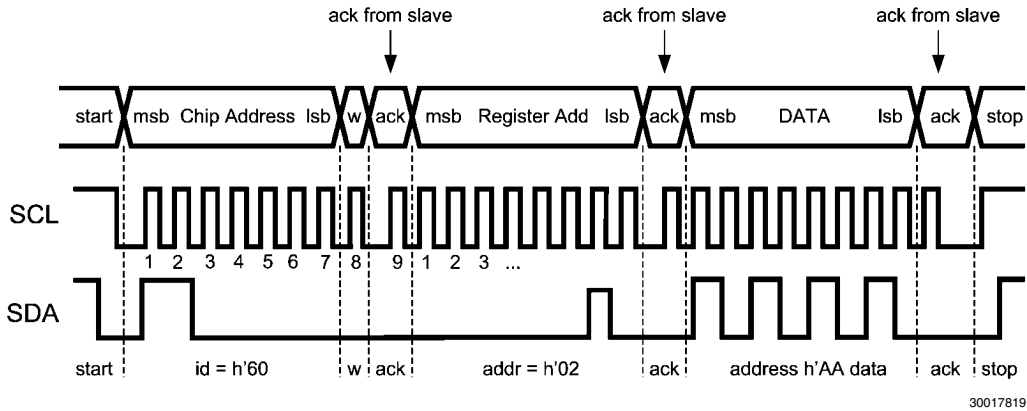 ack from slave ack from slave ack from slave
start msb Chip Address lsb w ack msb Register Add lsb ack msb DATA lsb ack stop
SCL
1 2 3 4 5 6 7 8 9 1 2 3 ...
SDA
start id = h'60 w ack addr = h'02 ack address h'AA data ack stop
30017819